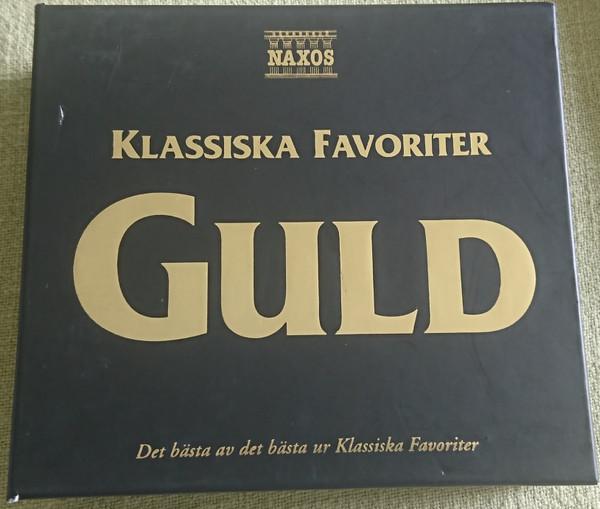 NAXOS
KLASSISKA FAVORITER
GULD
Det bästa av det bästa ur Klassiska Favoriter